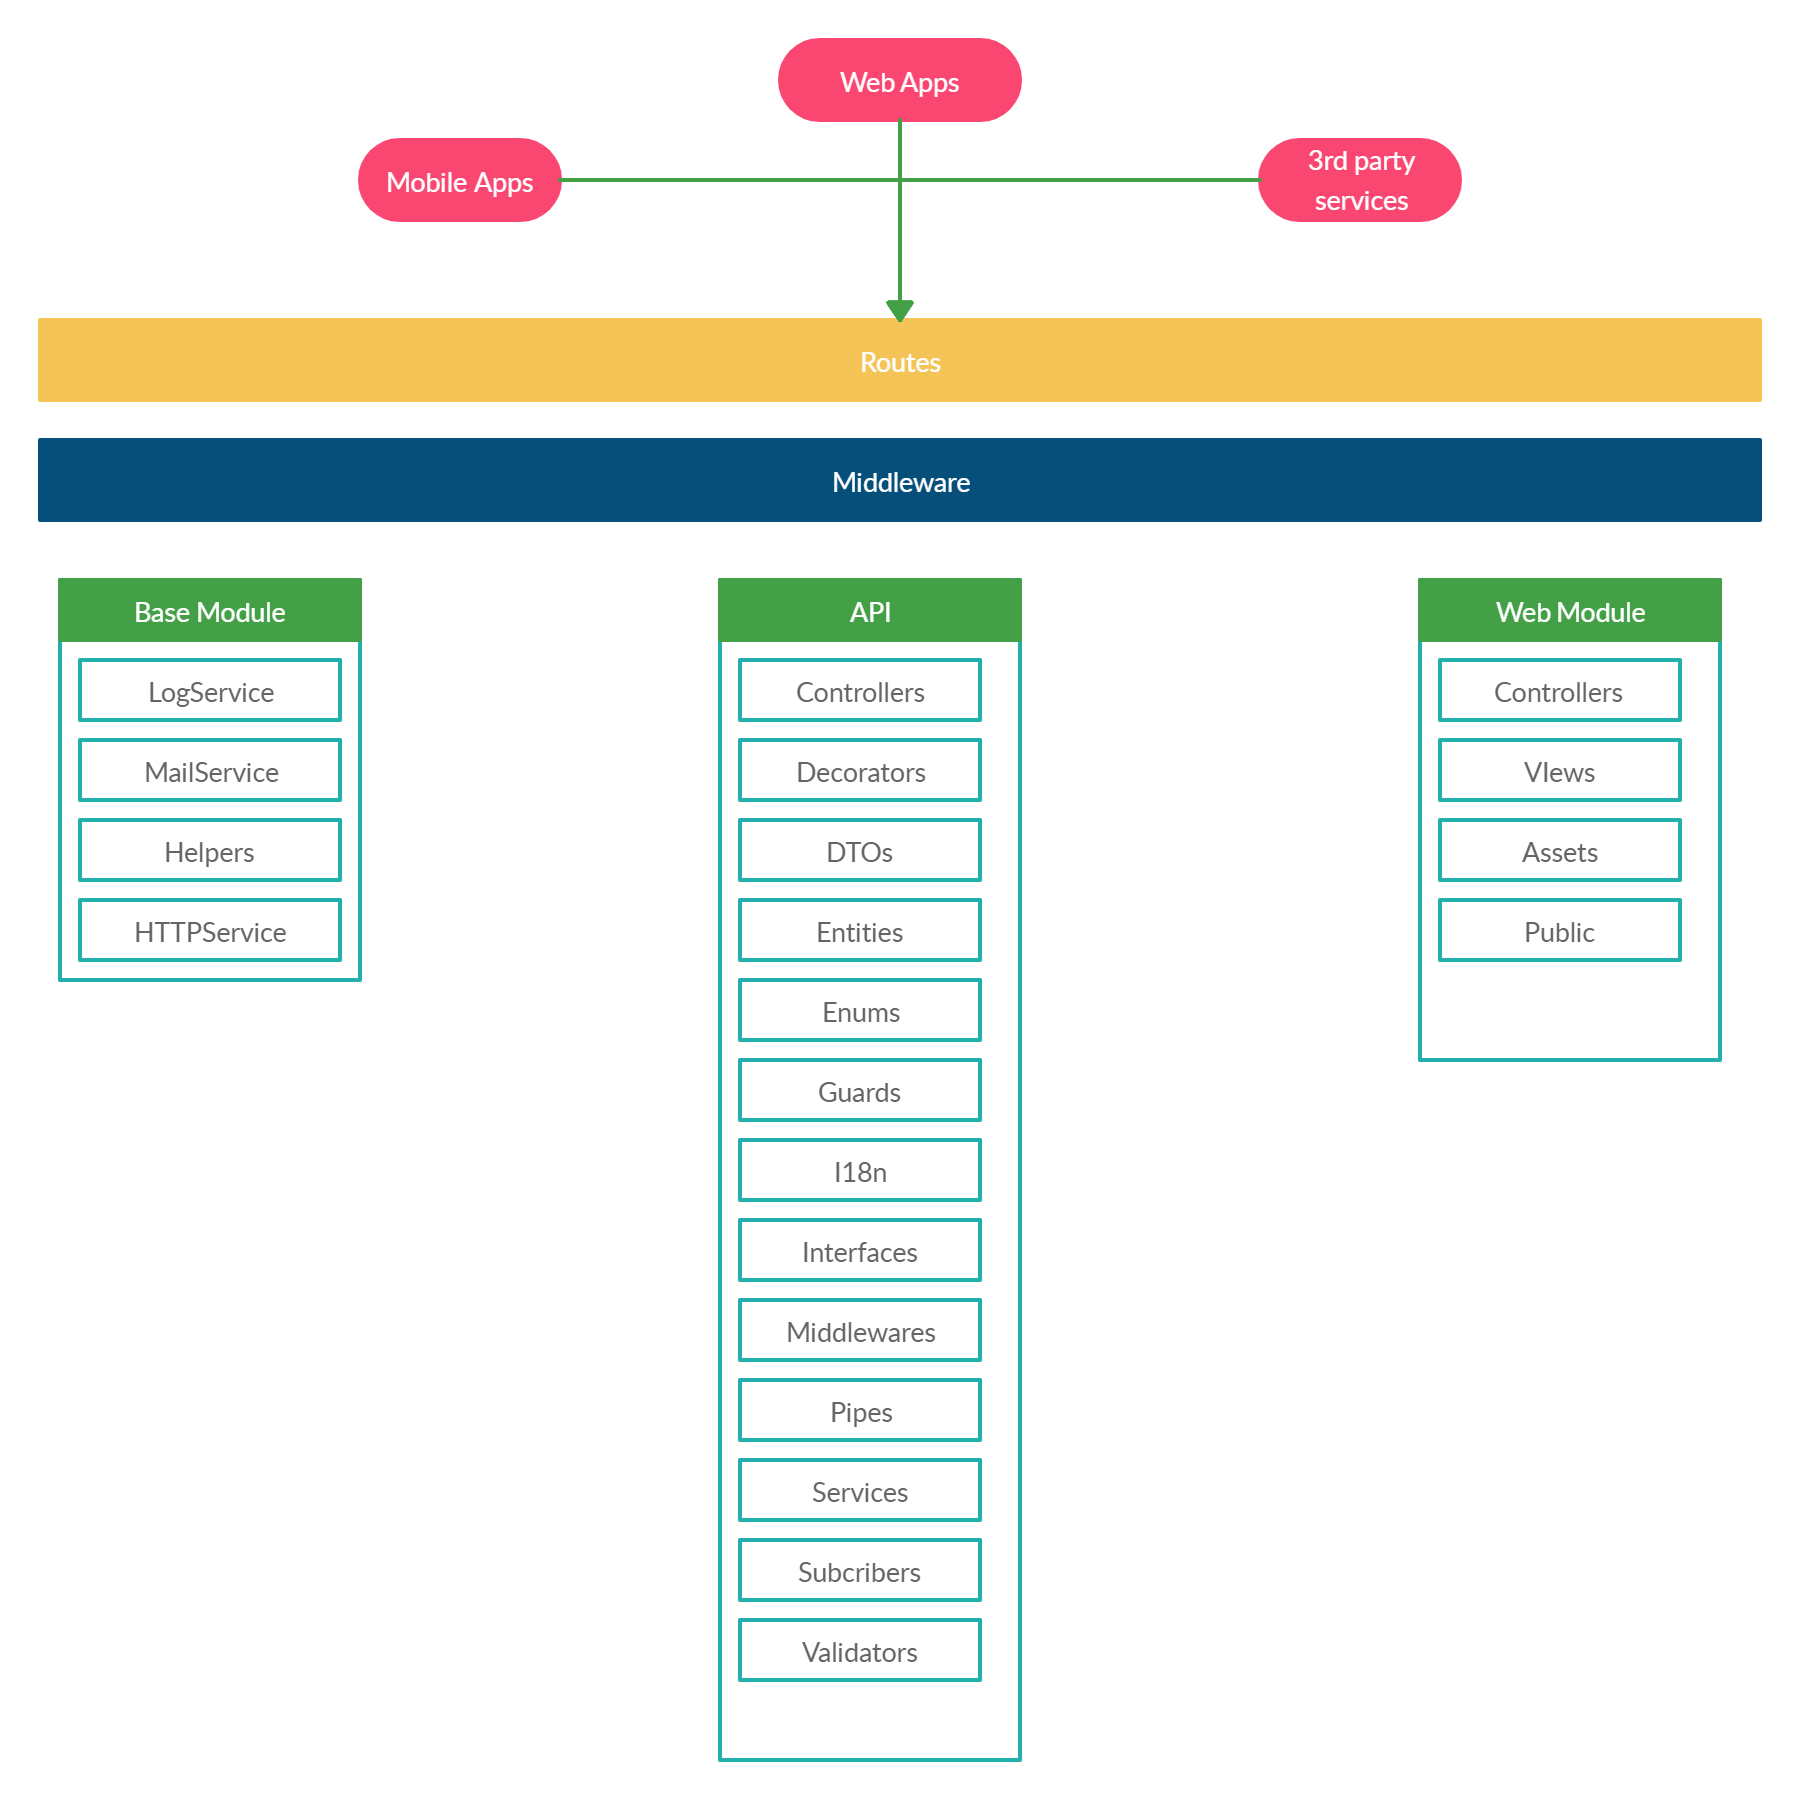 Web Apps
Mobile Apps
3rd party
services
Routes
Middleware
Base Module
LogService
MailService
Helpers
HTTPService
API
Controllers
Decorators
DTOs
Entities
Enums
Guards
I18n
Interfaces
Middlewares
Pipes
Services
Subcribers
Validators
Web Module
Controllers
VIews
Assets
Public